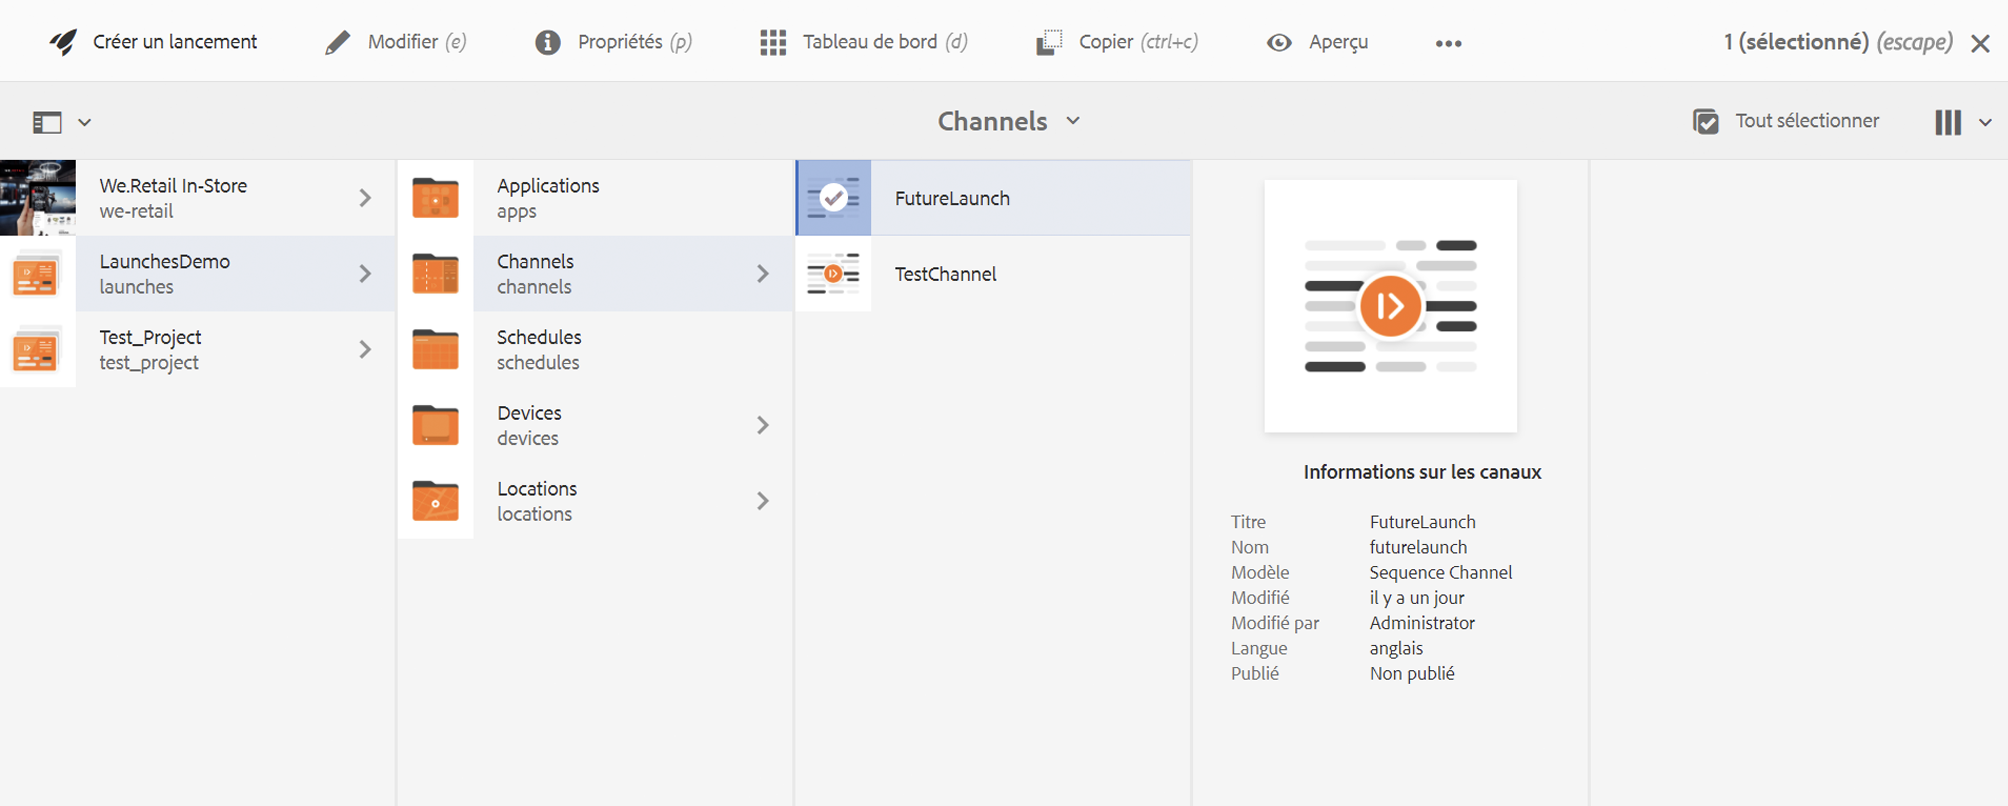 Créer un lancement
Modifier (e)
Propriétés (p)
Tableau de bord (d)
Copier (ctrl+c)
Aperçu
1 (sélectionné) (escape)
Channels
Tout sélectionner
We.Retail In-Store
we-retail
LaunchesDemo
launches
Test_Project
test_project
Applications
apps
Channels
channels
Schedules
schedules
Devices
devices
Locations
locations
FutureLaunch
TestChannel
Informations sur les canaux
Titre FutureLaunch
Nom futurelaunch
Modèle Sequence Channel
Modifié il y a un jour
Modifié par Administrator
Langue anglais
Publié Non publié